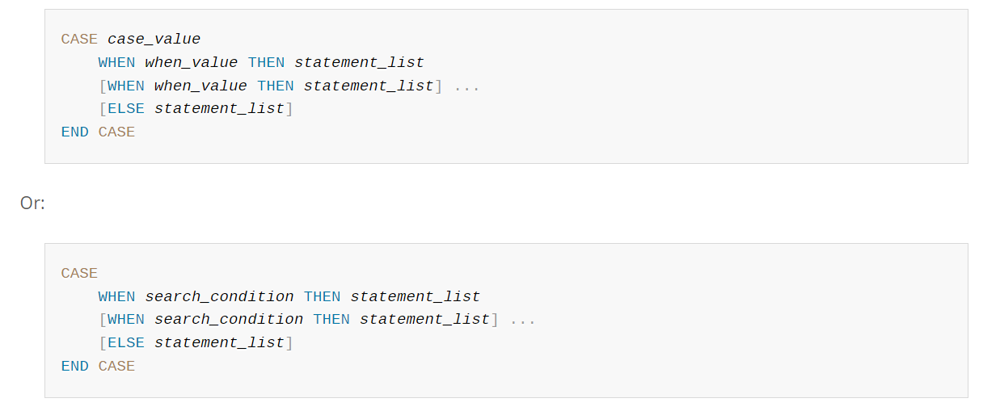 CASE case_value
    WHEN when_value THEN statement_list
    [WHEN when_value THEN statement_list] ...
    [ELSE statement_list]
END CASE
Or:
CASE
    WHEN search_condition THEN statement_list
    [WHEN search_condition THEN statement_list] ...
    [ELSE statement_list]
END CASE